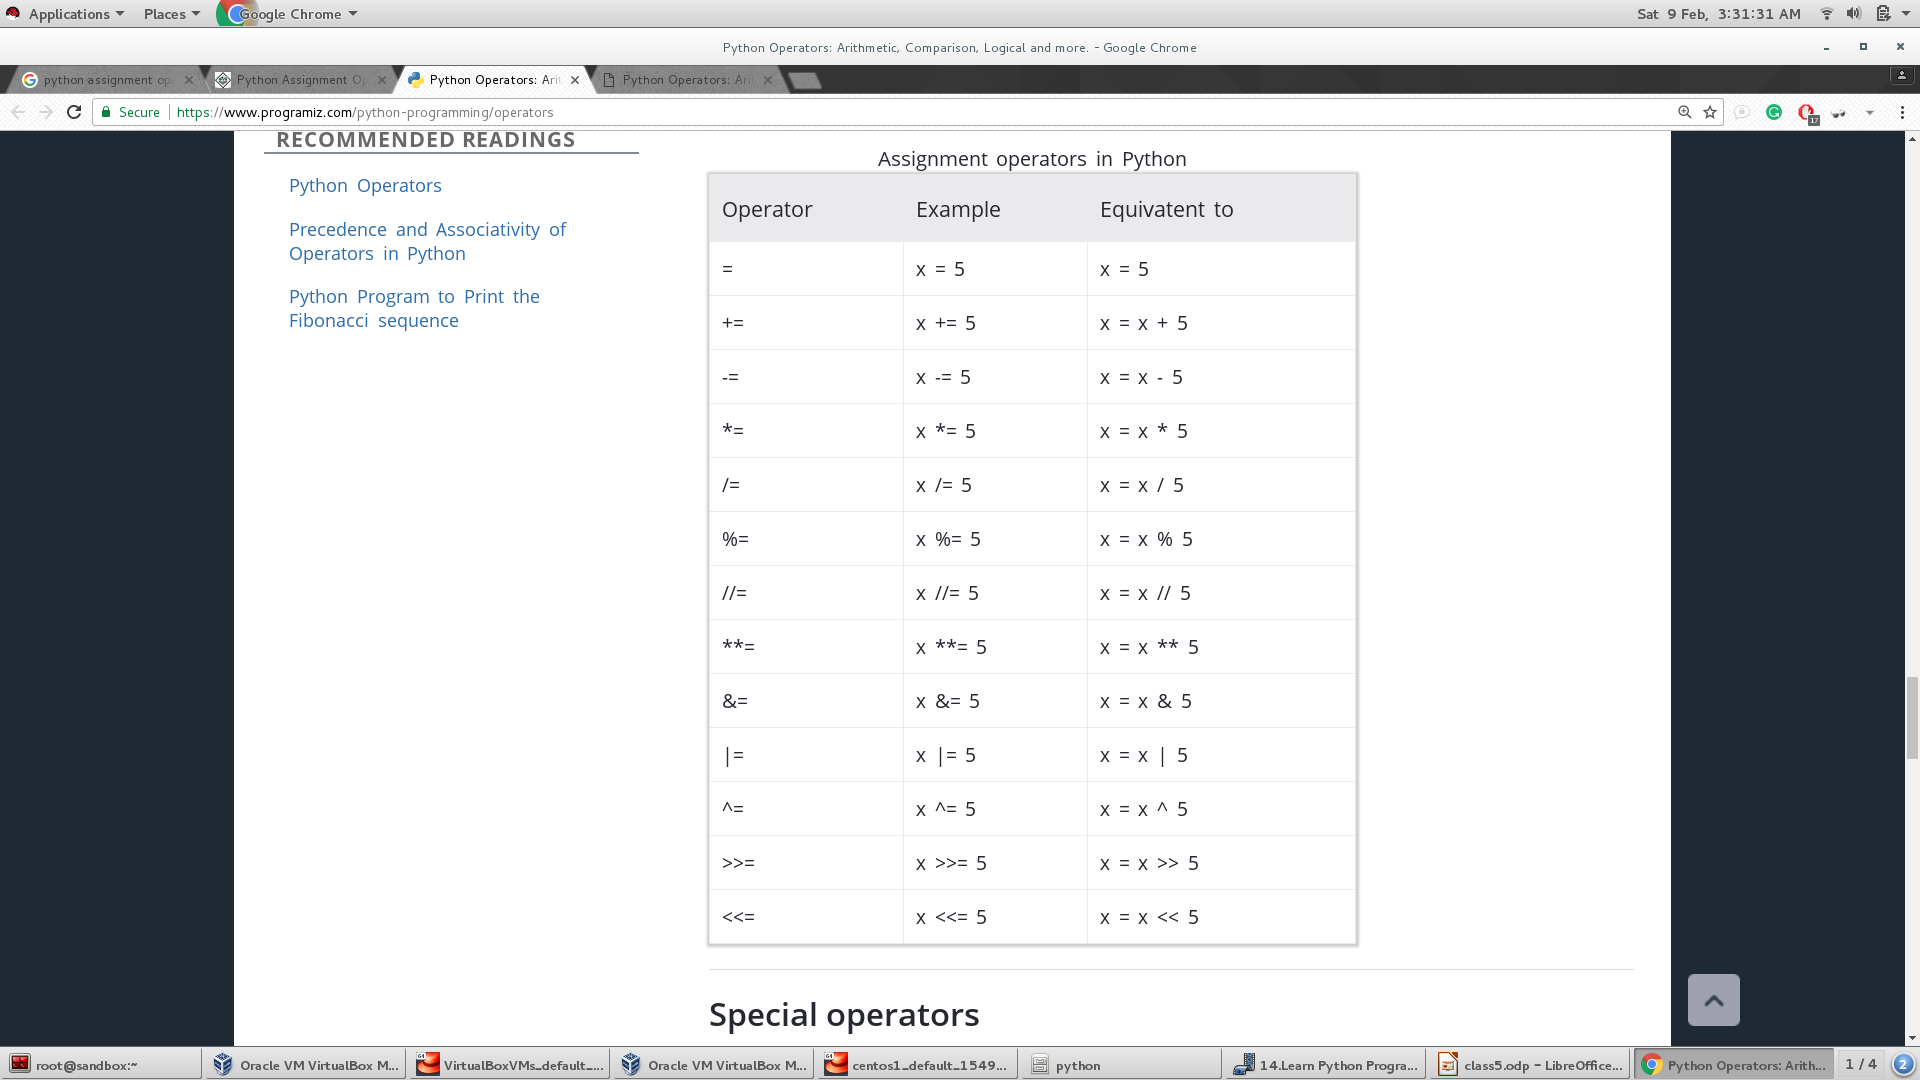 Applications Places Google Chrome Sat 9 Feb, 3:31:31 AM
Python Operators: Arithmetic, Comparison, Logical and more. - Google Chrome
python assignment op Python Assignment Op Python Operators: Ari Python Operators: Ari
Secure https://www.programiz.com/python-programming/operators 17
RECOMMENDED READINGS
Python Operators
Precedence and Associativity of
Operators in Python
Python Program to Print the
Fibonacci sequence
Assignment operators in Python
Operator Example Equivatent to
= x = 5 x = 5
+= x += 5 x = x + 5
-= x -= 5 x = x - 5
*= x *= 5 x = x * 5
/= x /= 5 x = x / 5
%= x %= 5 x = x % 5
//= x //= 5 x = x // 5
**= x **= 5 x = x ** 5
&= x &= 5 x = x & 5
|= x |= 5 x = x | 5
^= x ^= 5 x = x ^ 5
>>= x >>= 5 x = x >> 5
<<= x <<= 5 x = x << 5
Special operators
root@sandbox:~ Oracle VM VirtualBox M... VirtualBoxVMs_default_... Oracle VM VirtualBox M... centos1_default_1549... python 14.Learn Python Progra... class5.odp – LibreOffice... Python Operators: Arith... 1 / 4 2